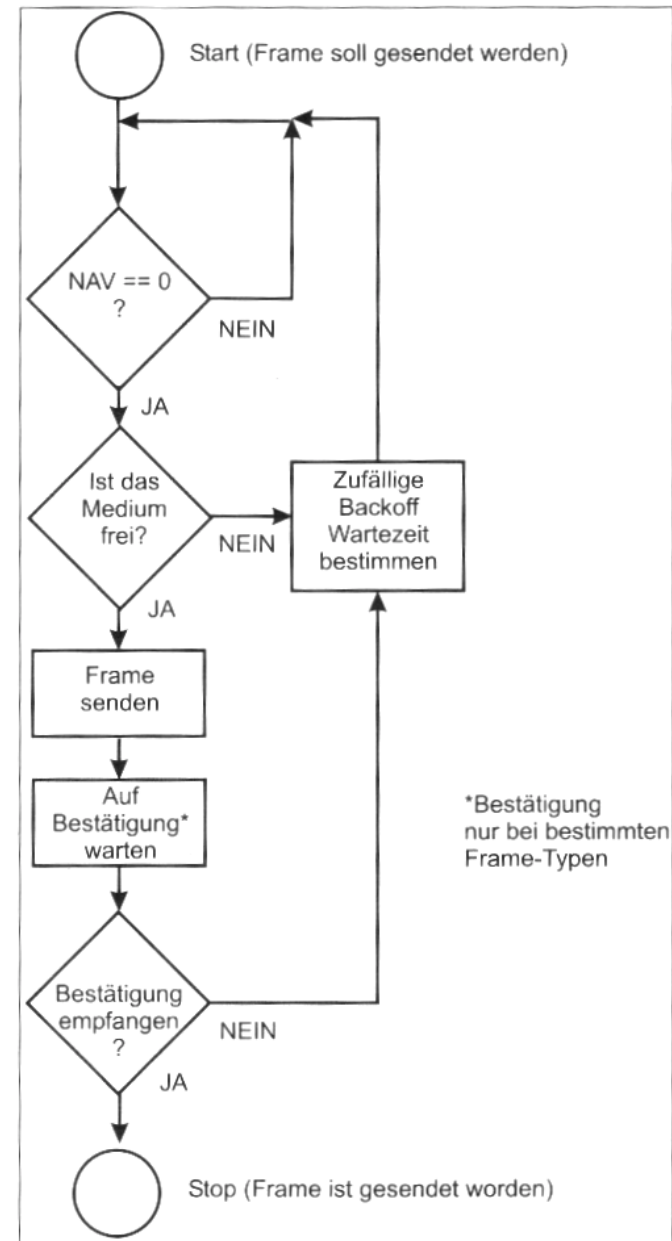 Start (Frame soll gesendet werden)
NAV == 0
?
NEIN
JA
Ist das
Medium
frei?
NEIN
Zufällige
Backoff
Wartezeit
bestimmen
JA
Frame
senden
Auf
Bestätigung*
warten
*Bestätigung
nur bei bestimmten
Frame-Typen
Bestätigung
empfangen
?
NEIN
JA
Stop (Frame ist gesendet worden)